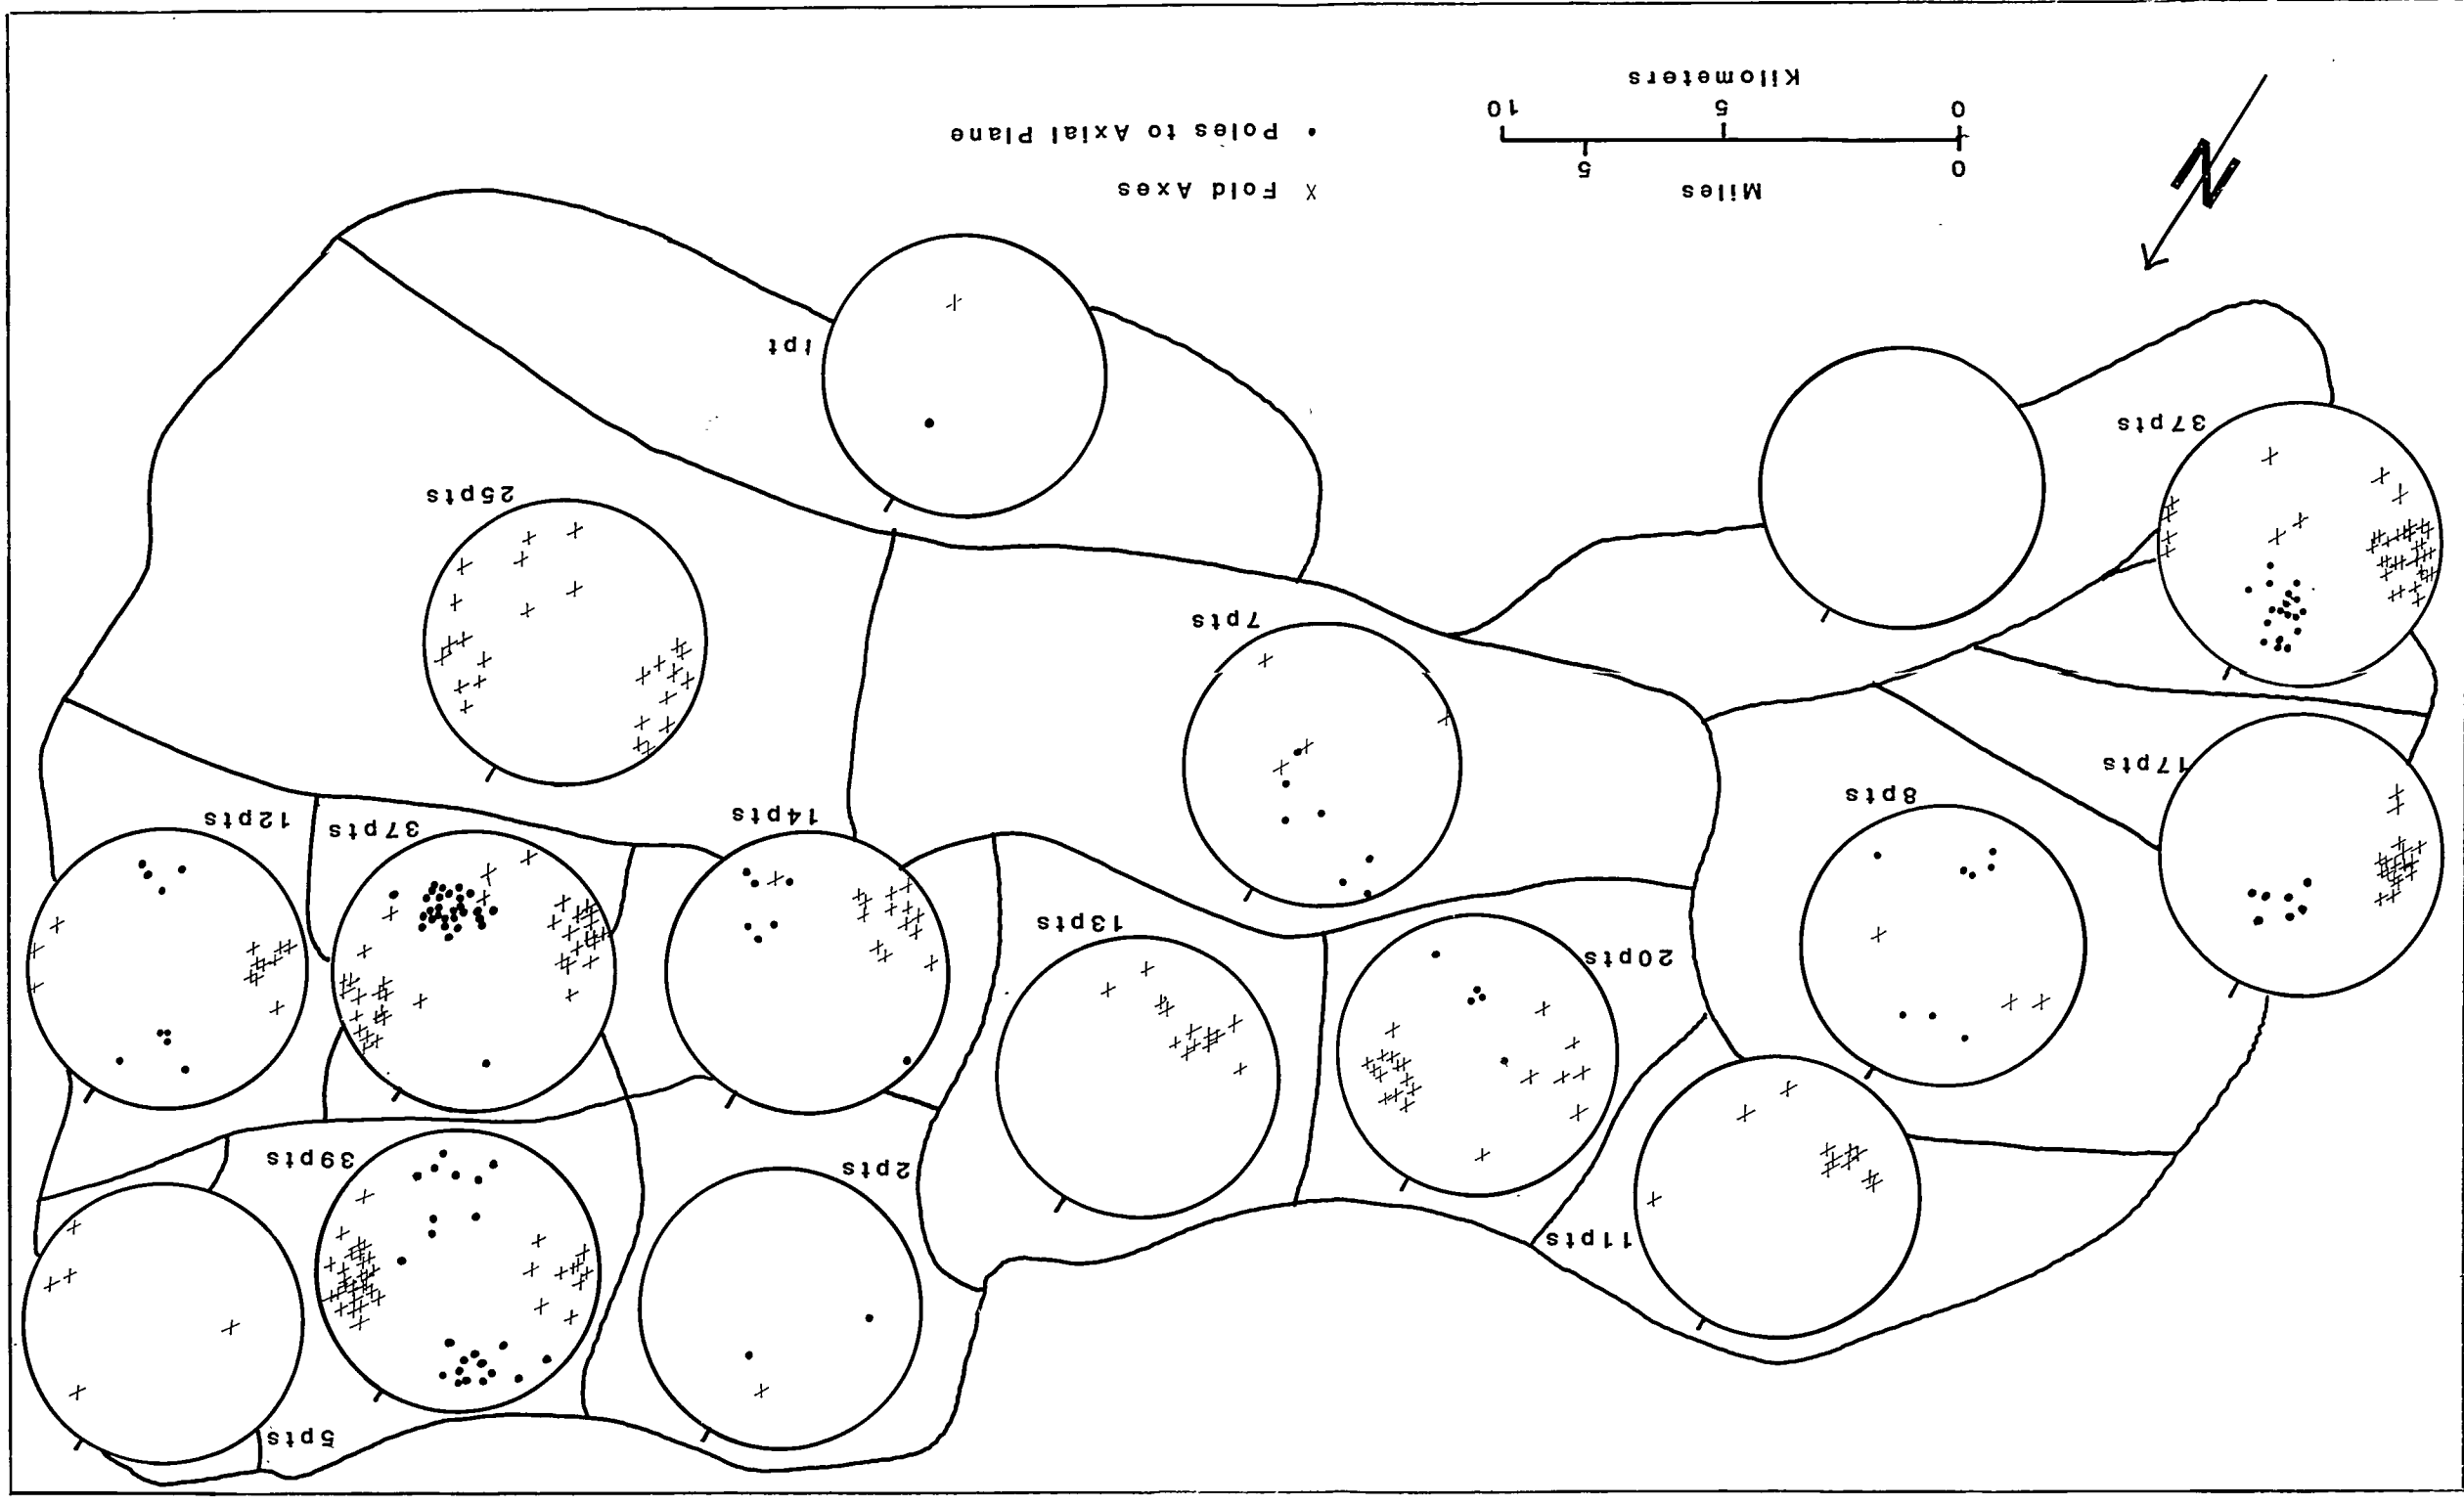 5pts
11pts
2pts
39pts
20pts
13pts
37pts
12pts
14pts
8pts
17pts
7pts
25pts
37pts
1pt
N
Miles
0 5
0 5 10
Kilometers
x Fold Axes
• Poles to Axial Plane